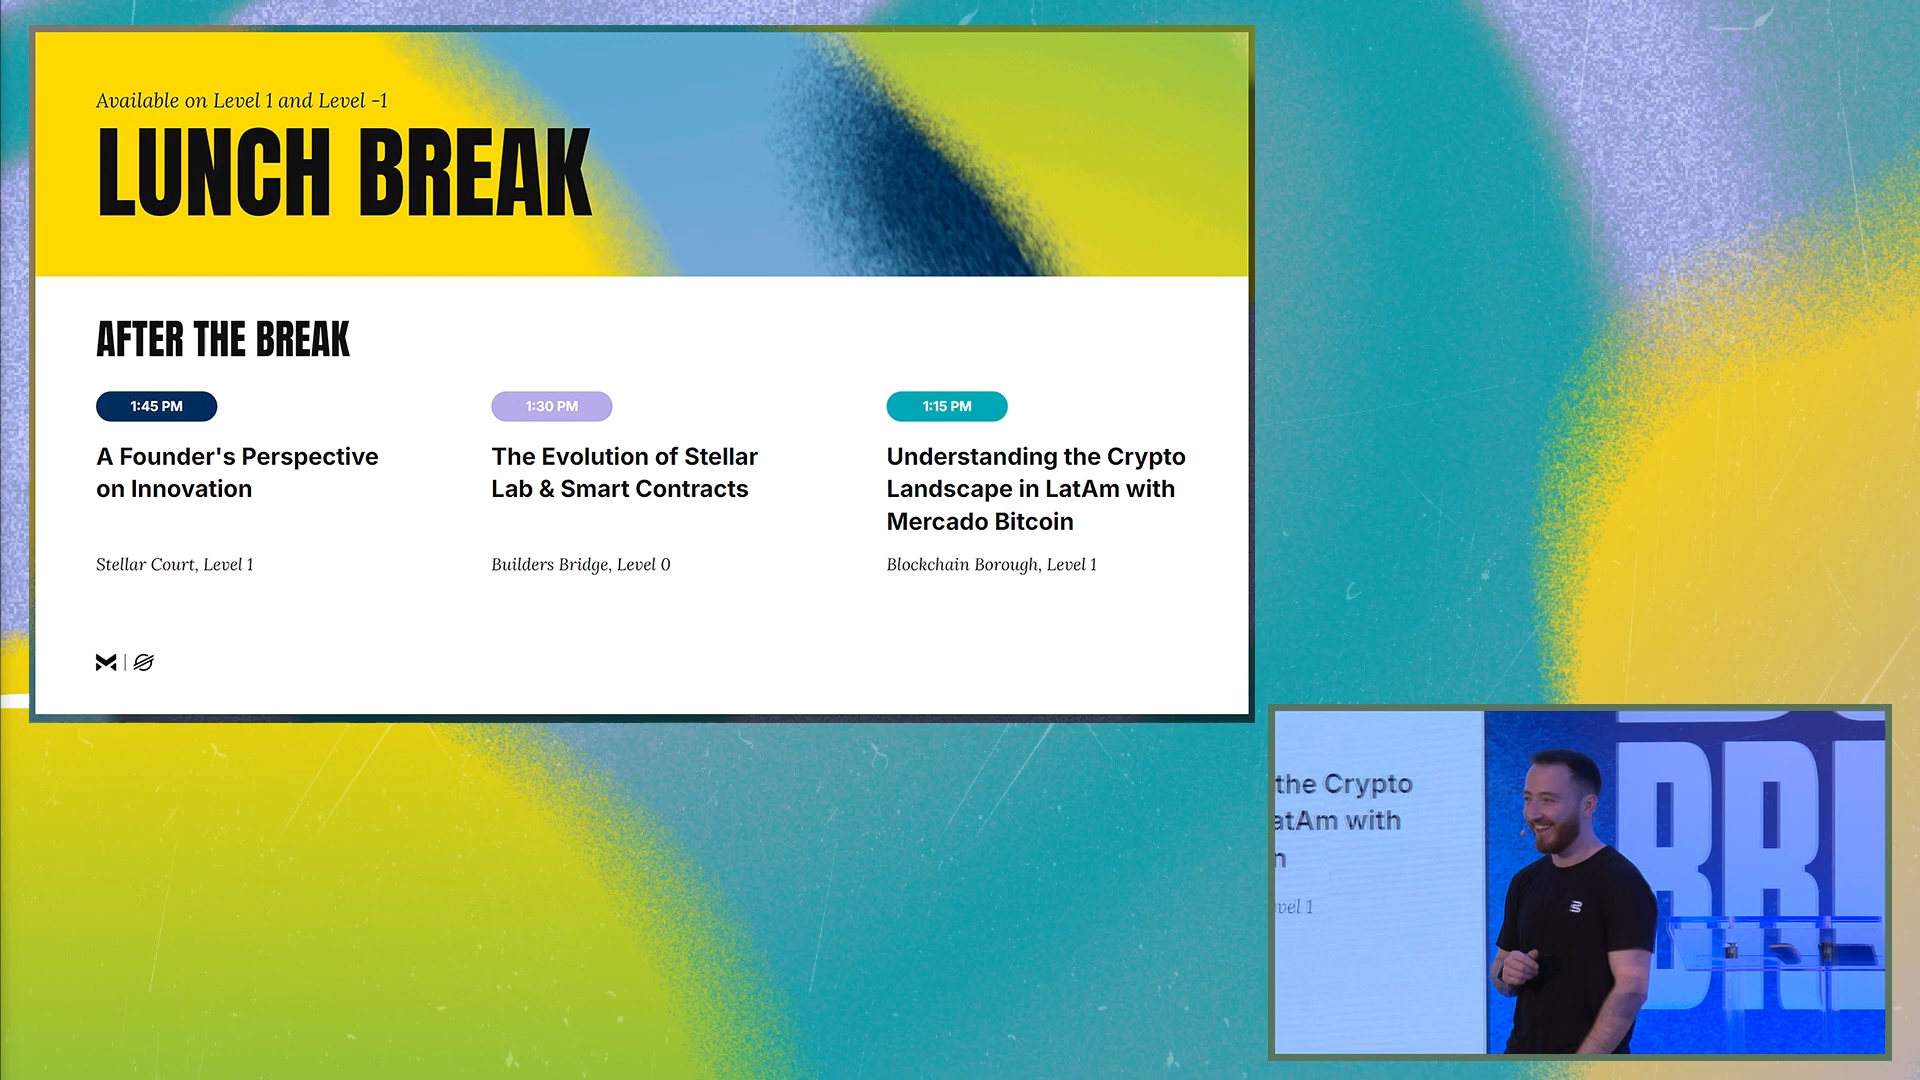 Available on Level 1 and Level -1
LUNCH BREAK
AFTER THE BREAK
1:45 PM
A Founder's Perspective
on Innovation
Stellar Court, Level 1
1:30 PM
The Evolution of Stellar
Lab & Smart Contracts
Builders Bridge, Level 0
1:15 PM
Understanding the Crypto
Landscape in LatAm with
Mercado Bitcoin
Blockchain Borough, Level 1
the Crypto
atAm with
n
vel 1
BRI